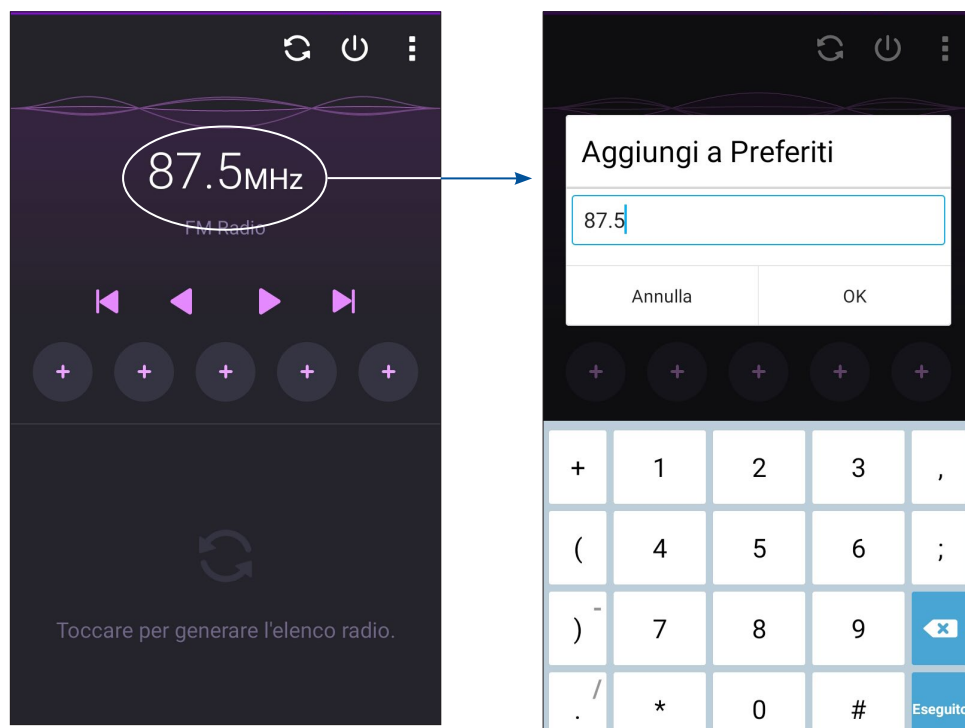 87.5MHz
FM Radio
+ + + + +
Toccare per generare l'elenco radio.
Aggiungi a Preferiti
87.5
Annulla OK
+ + + + +
+ 1 2 3 ,
( 4 5 6 ;
) - 7 8 9
. / * 0 # Eseguito